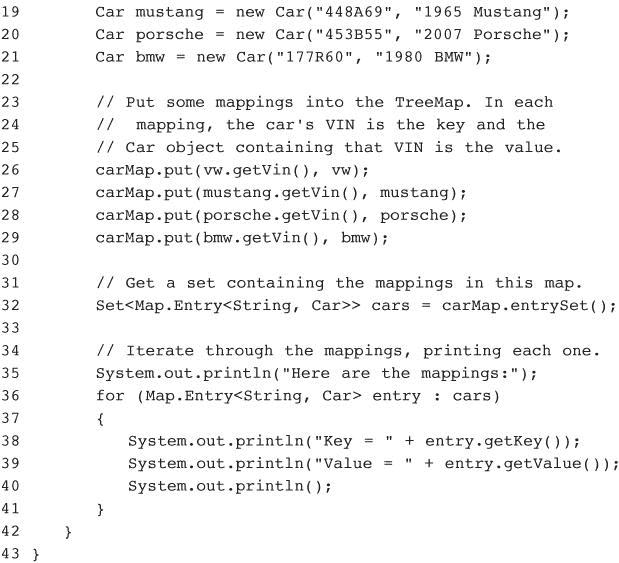 19 Car mustang = new Car("448A69", "1965 Mustang");
20 Car porsche = new Car("453B55", "2007 Porsche");
21 Car bmw = new Car("177R60", "1980 BMW");
22
23 // Put some mappings into the TreeMap. In each
24 //  mapping, the car's VIN is the key and the
25 // Car object containing that VIN is the value.
26 carMap.put(vw.getVin(), vw);
27 carMap.put(mustang.getVin(), mustang);
28 carMap.put(porsche.getVin(), porsche);
29 carMap.put(bmw.getVin(), bmw);
30
31 // Get a set containing the mappings in this map.
32 Set<Map.Entry<String, Car>> cars = carMap.entrySet();
33
34 // Iterate through the mappings, printing each one.
35 System.out.println("Here are the mappings:");
36 for (Map.Entry<String, Car> entry : cars)
37 {
38 System.out.println("Key = " + entry.getKey());
39 System.out.println("Value = " + entry.getValue());
40 System.out.println();
41 }
42 }
43 }